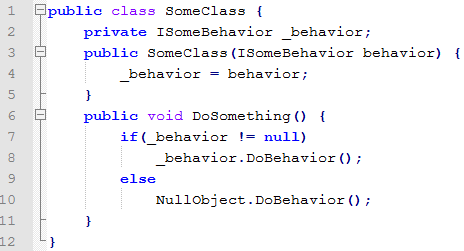 1 public class SomeClass {
2     private ISomeBehavior _behavior;
3     public SomeClass(ISomeBehavior behavior) {
4         _behavior = behavior;
5     }
6     public void DoSomething() {
7         if(_behavior != null)
8             _behavior.DoBehavior();
9         else
10             NullObject.DoBehavior();
11     }
12 }